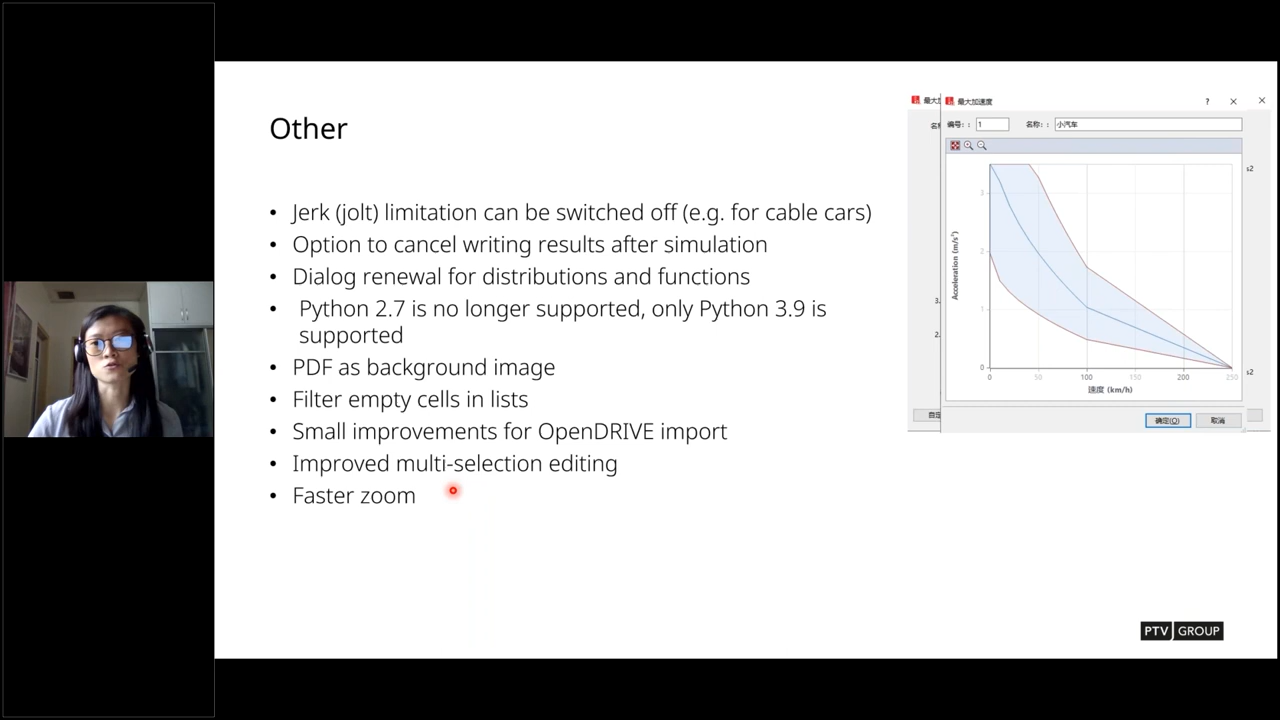 Other
• Jerk (jolt) limitation can be switched off (e.g. for cable cars)
• Option to cancel writing results after simulation
• Dialog renewal for distributions and functions
• Python 2.7 is no longer supported, only Python 3.9 is
supported
• PDF as background image
• Filter empty cells in lists
• Small improvements for OpenDRIVE import
• Improved multi-selection editing
• Faster zoom
最大加速度
?
编号: : 1 名称: : 小汽车
Acceleration (m/s²)
3
2
1
0
0 50 100 150 200 250
速度 (km/h)
确定(O) 取消
PTV GROUP